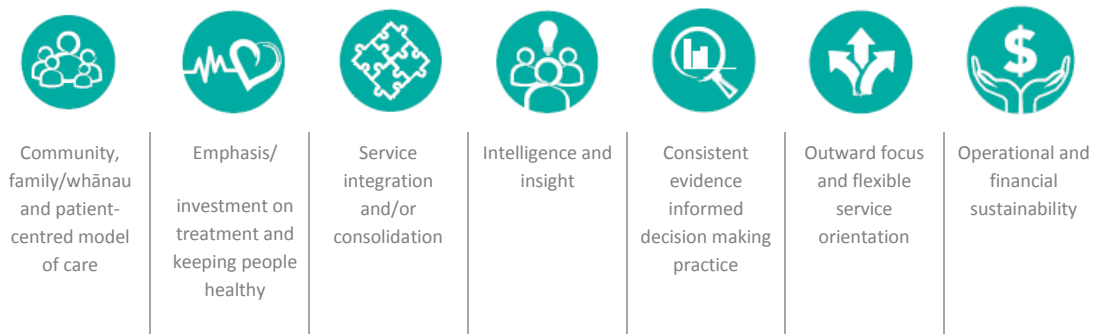 Community,
family/whānau
and patient-
centred model
of care
Emphasis/
investment on
treatment and
keeping people
healthy
Service
integration
and/or
consolidation
Intelligence and
insight
Consistent
evidence
informed
decision making
practice
Outward focus
and flexible
service
orientation
$
Operational and
financial
sustainability